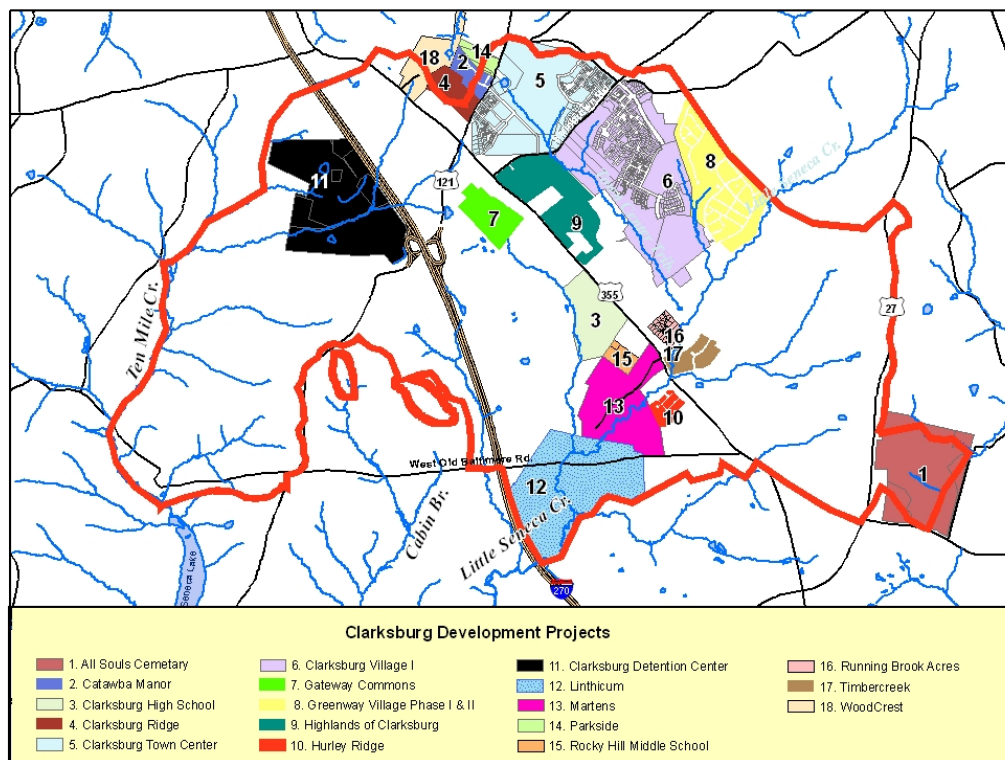 18
14
2
4
5
11
121
7
6
8
9
Little Seneca Cr.
355
3
27
16
17
15
Ten Mile Cr.
13
10
1
West Old Baltimore Rd.
12
Cabin Br.
Little Seneca Cr.
Seneca Lake
270
Clarksburg Development Projects
1. All Souls Cemetary
2. Catawba Manor
3. Clarksburg High School
4. Clarksburg Ridge
5. Clarksburg Town Center
6. Clarksburg Village I
7. Gateway Commons
8. Greenway Village Phase I & II
9. Highlands of Clarksburg
10. Hurley Ridge
11. Clarksburg Detention Center
12. Linthicum
13. Martens
14. Parkside
15. Rocky Hill Middle School
16. Running Brook Acres
17. Timbercreek
18. WoodCrest